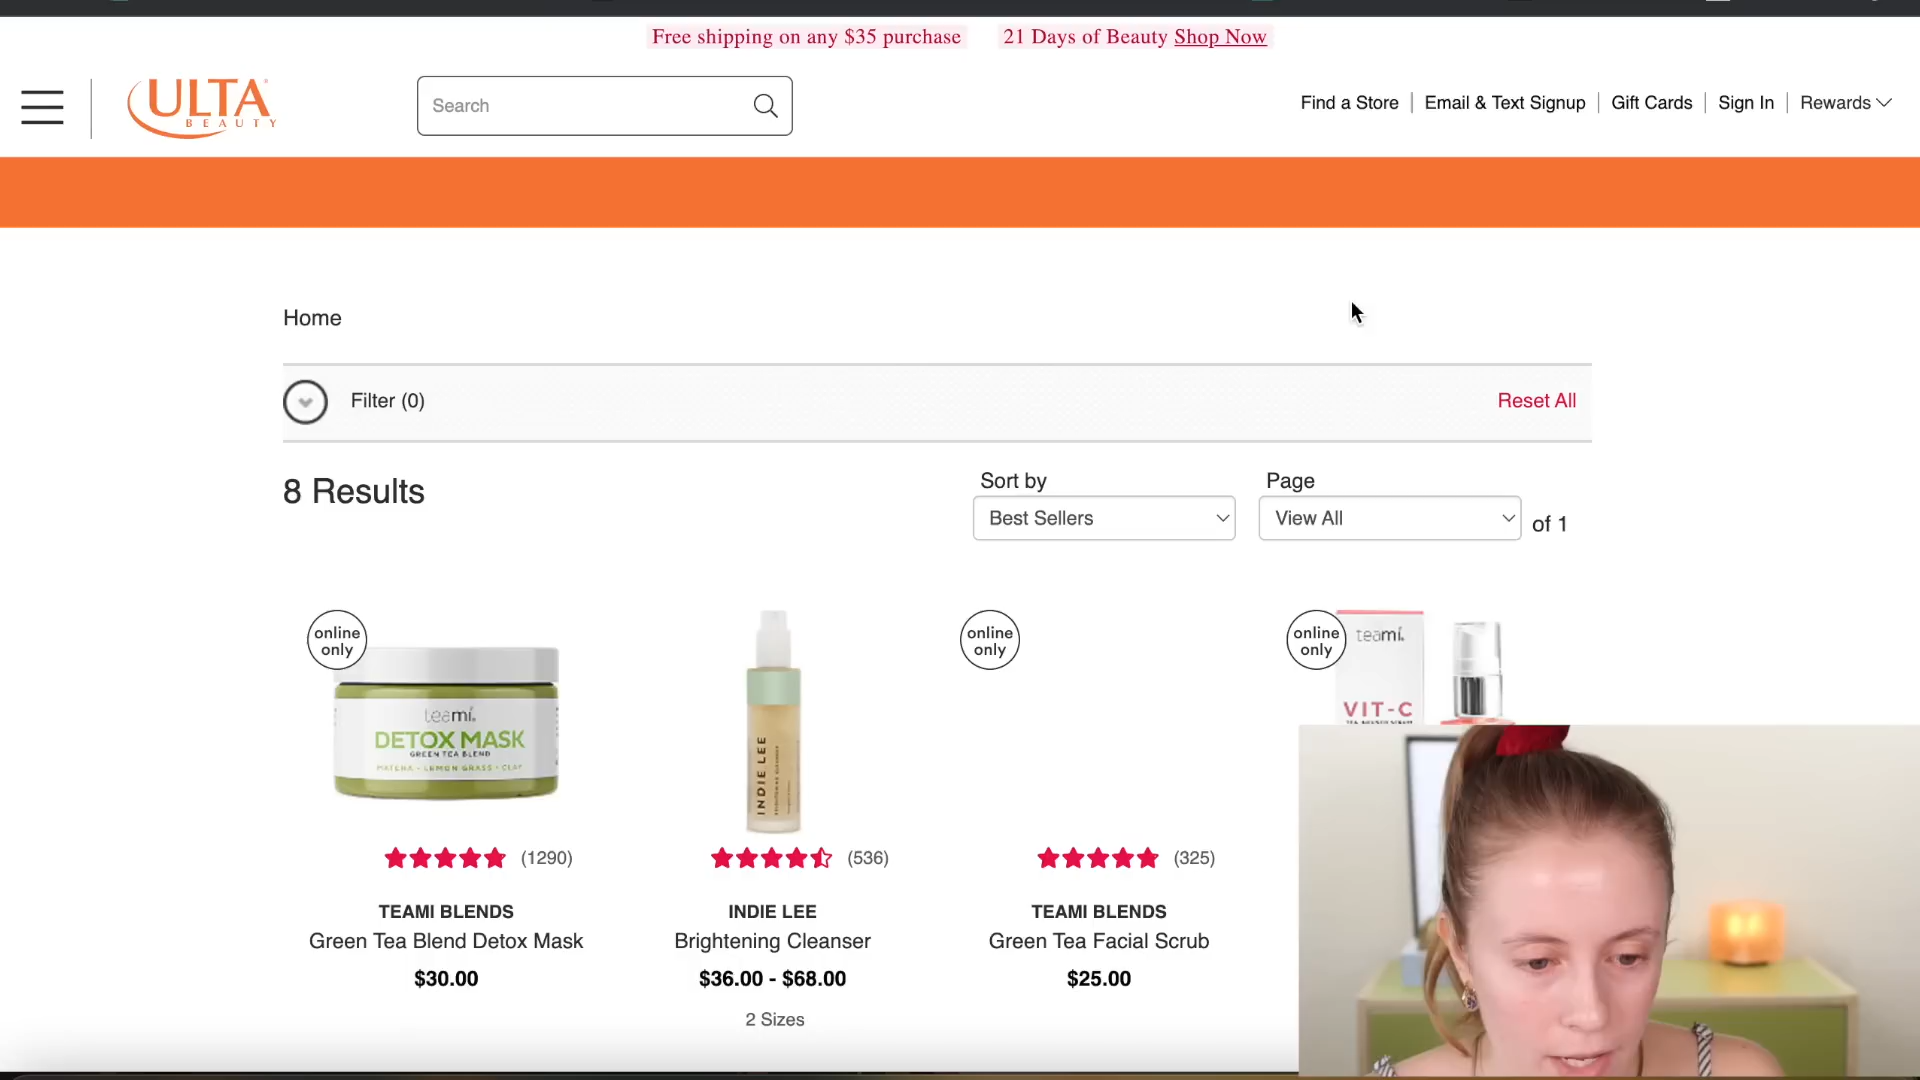 Free shipping on any $35 purchase 21 Days of Beauty Shop Now
ULTA
BEAUTY
Search
Find a Store Email & Text Signup Gift Cards Sign In Rewards
Home
Filter (0) Reset All
8 Results
Sort by
Best Sellers
Page
View All
of 1
online
only
teami.
DETOX MASK
GREEN TEA BLEND
MATCHA - LEMON GRASS - CLAY
INDIE LEE
online
only
online
only
teami.
VIT-C
(1290)
(536)
(325)
TEAMI BLENDS
Green Tea Blend Detox Mask
$30.00
INDIE LEE
Brightening Cleanser
$36.00 - $68.00
2 Sizes
TEAMI BLENDS
Green Tea Facial Scrub
$25.00